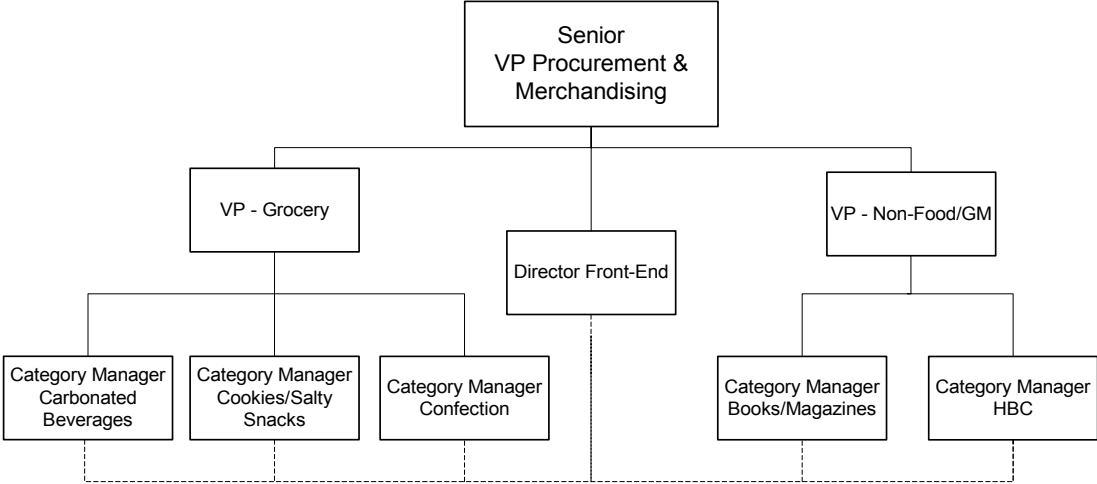 Senior
VP Procurement &
Merchandising
VP - Grocery
VP - Non-Food/GM
Director Front-End
Category Manager
Carbonated
Beverages
Category Manager
Cookies/Salty
Snacks
Category Manager
Confection
Category Manager
Books/Magazines
Category Manager
HBC